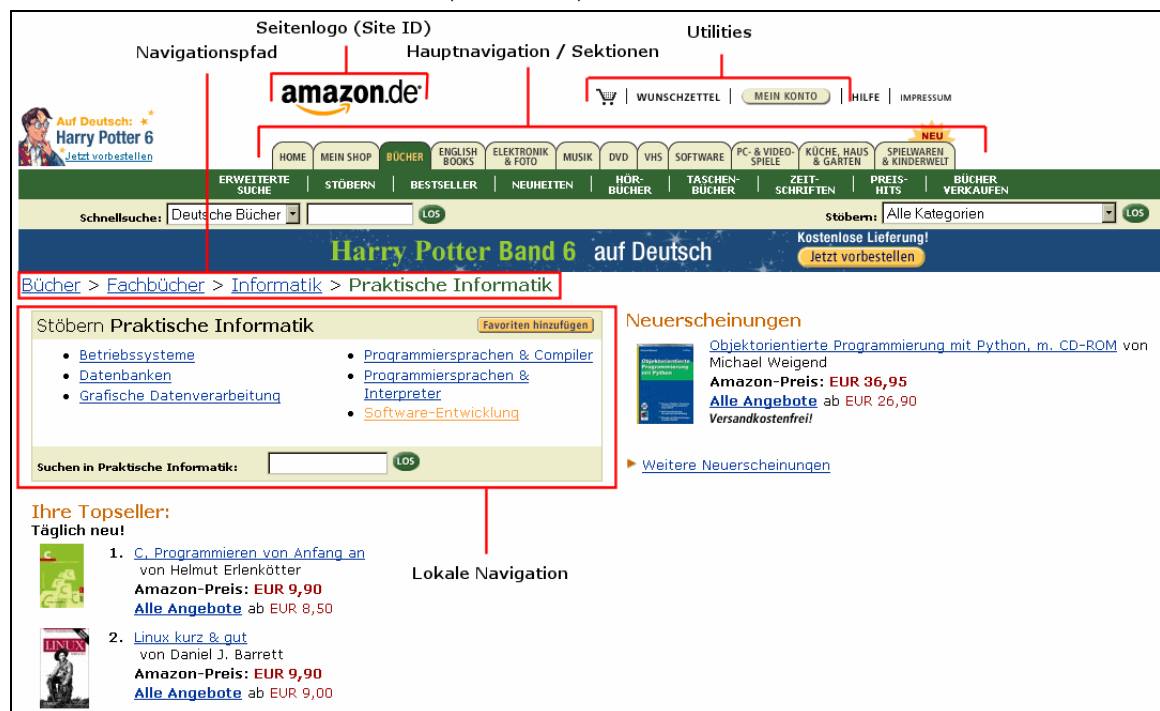 Seitenlogo (Site ID)
Utilities
Navigationspfad
Hauptnavigation / Sektionen
amazon.de
WUNSCHZETTEL | MEIN KONTO | HILFE | IMPRESSUM
Auf Deutsch:
Harry Potter 6
Jetzt vorbestellen
NEU
HOME MEIN SHOP BÜCHER ENGLISH BOOKS ELEKTRONIK & FOTO MUSIK DVD VHS SOFTWARE PC- & VIDEO-SPIELE KÜCHE, HAUS & GARTEN SPIELWAREN & KINDERWELT
ERWEITERTE SUCHE | STÖBERN | BESTSELLER | NEUHEITEN | HÖR-BÜCHER | TASCHEN-BÜCHER | ZEIT-SCHRIFTEN | PREIS-HITS | BÜCHER VERKAUFEN
Schnellsuche: Deutsche Bücher LOS Stöbern: Alle Kategorien LOS
Harry Potter Band 6 auf Deutsch
Kostenlose Lieferung!
Jetzt vorbestellen
Bücher > Fachbücher > Informatik > Praktische Informatik
Stöbern Praktische Informatik
Favoriten hinzufügen
• Betriebssysteme
• Datenbanken
• Grafische Datenverarbeitung
• Programmiersprachen & Compiler
• Programmiersprachen &
Interpreter
• Software-Entwicklung
Suchen in Praktische Informatik: LOS
Neuerscheinungen
Objektorientierte Programmierung mit Python, m. CD-ROM von
Michael Weigend
Amazon-Preis: EUR 36,95
Alle Angebote ab EUR 26,90
Versandkostenfrei!
Objektorientierte
Programmierung
mit Python
Weitere Neuerscheinungen
Ihre Topseller:
Täglich neu!
C
1. C, Programmieren von Anfang an
von Helmut Erlenkötter
Amazon-Preis: EUR 9,90
Alle Angebote ab EUR 8,50
Lokale Navigation
LINUX
2. Linux kurz & gut
von Daniel J. Barrett
Amazon-Preis: EUR 9,90
Alle Angebote ab EUR 9,00